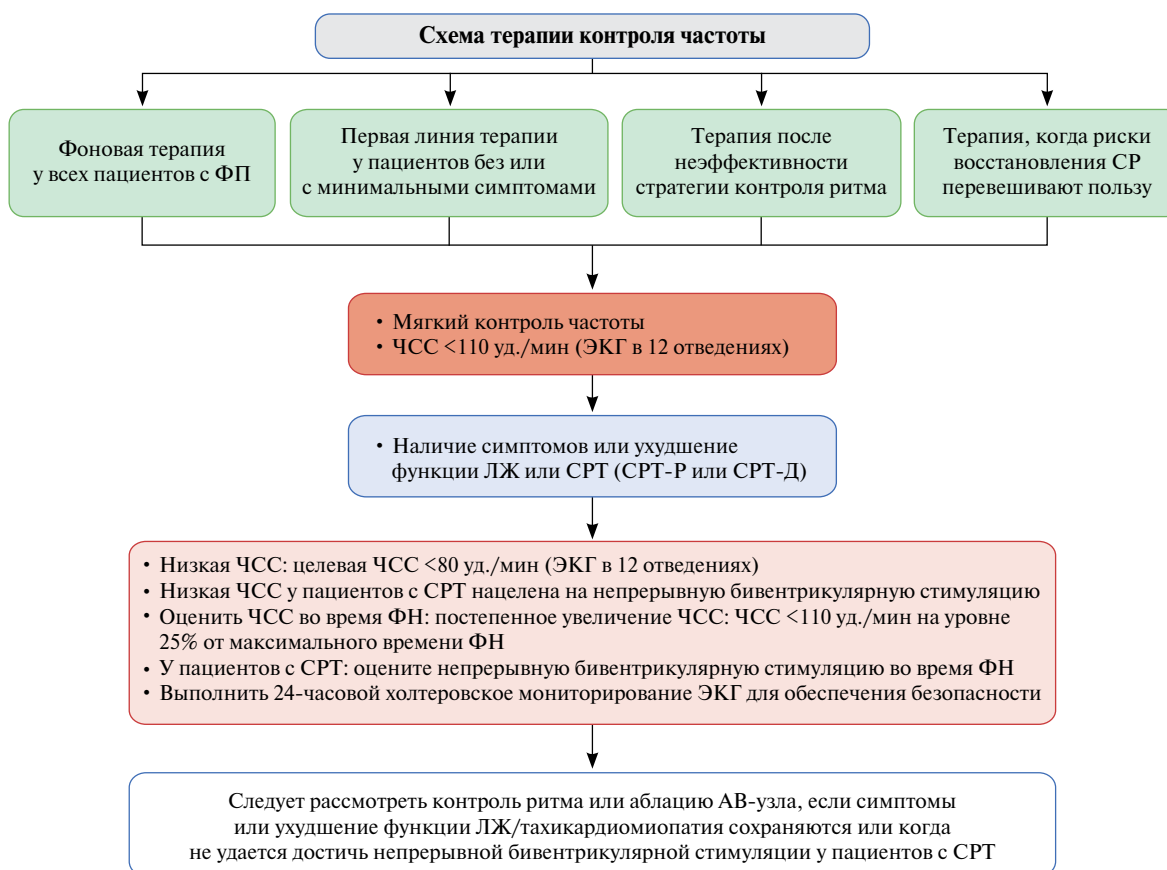 Схема терапии контроля частоты
Фоновая терапия
у всех пациентов с ФП
Первая линия терапии
у пациентов без или
с минимальными симптомами
Терапия после
неэффективности
стратегии контроля ритма
Терапия, когда риски
восстановления СР
перевешивают пользу
• Мягкий контроль частоты
• ЧСС <110 уд./мин (ЭКГ в 12 отведениях)
• Наличие симптомов или ухудшение
функции ЛЖ или СРТ (СРТ-Р или СРТ-Д)
• Низкая ЧСС: целевая ЧСС <80 уд./мин (ЭКГ в 12 отведениях)
• Низкая ЧСС у пациентов с СРТ нацелена на непрерывную бивентрикулярную стимуляцию
• Оценить ЧСС во время ФН: постепенное увеличение ЧСС: ЧСС <110 уд./мин на уровне
25% от максимального времени ФН
• У пациентов с СРТ: оцените непрерывную бивентрикулярную стимуляцию во время ФН
• Выполнить 24-часовой холтеровское мониторирование ЭКГ для обеспечения безопасности
Следует рассмотреть контроль ритма или аблацию АВ-узла, если симптомы
или ухудшение функции ЛЖ/тахикардиомиопатия сохраняются или когда
не удается достичь непрерывной бивентрикулярной стимуляции у пациентов с СРТ